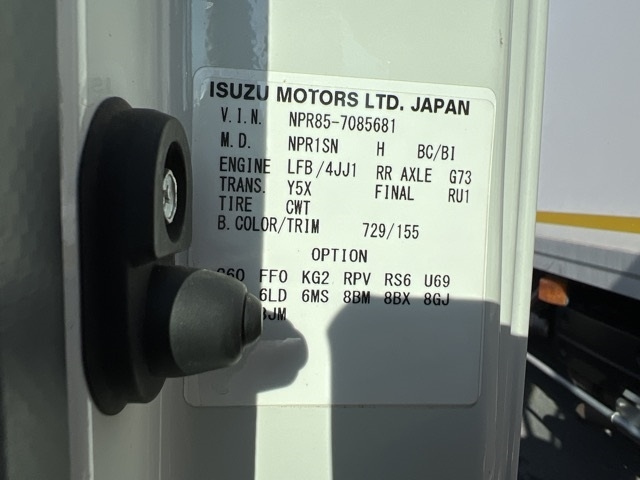 ISUZU MOTORS LTD. JAPAN
V.I.N. NPR85-7085681
M.D. NPR1SN H BC/BI
ENGINE LFB/4JJ1 RR AXLE G73
TRANS. Y5X FINAL RU1
TIRE CWT
B.COLOR/TRIM 729/155
OPTION
FFO KG2 RPV RS6 U69
6LD 6MS 8BM 8BX 8GJ